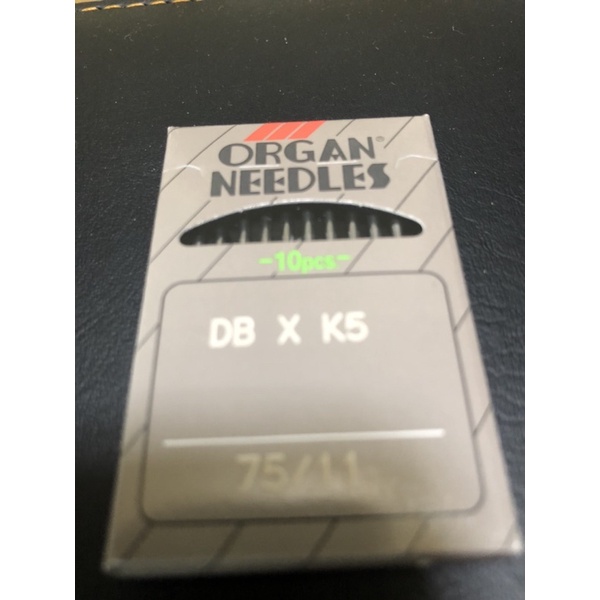 ORGAN®
NEEDLES
-10pcs-
DB X K5
75/11